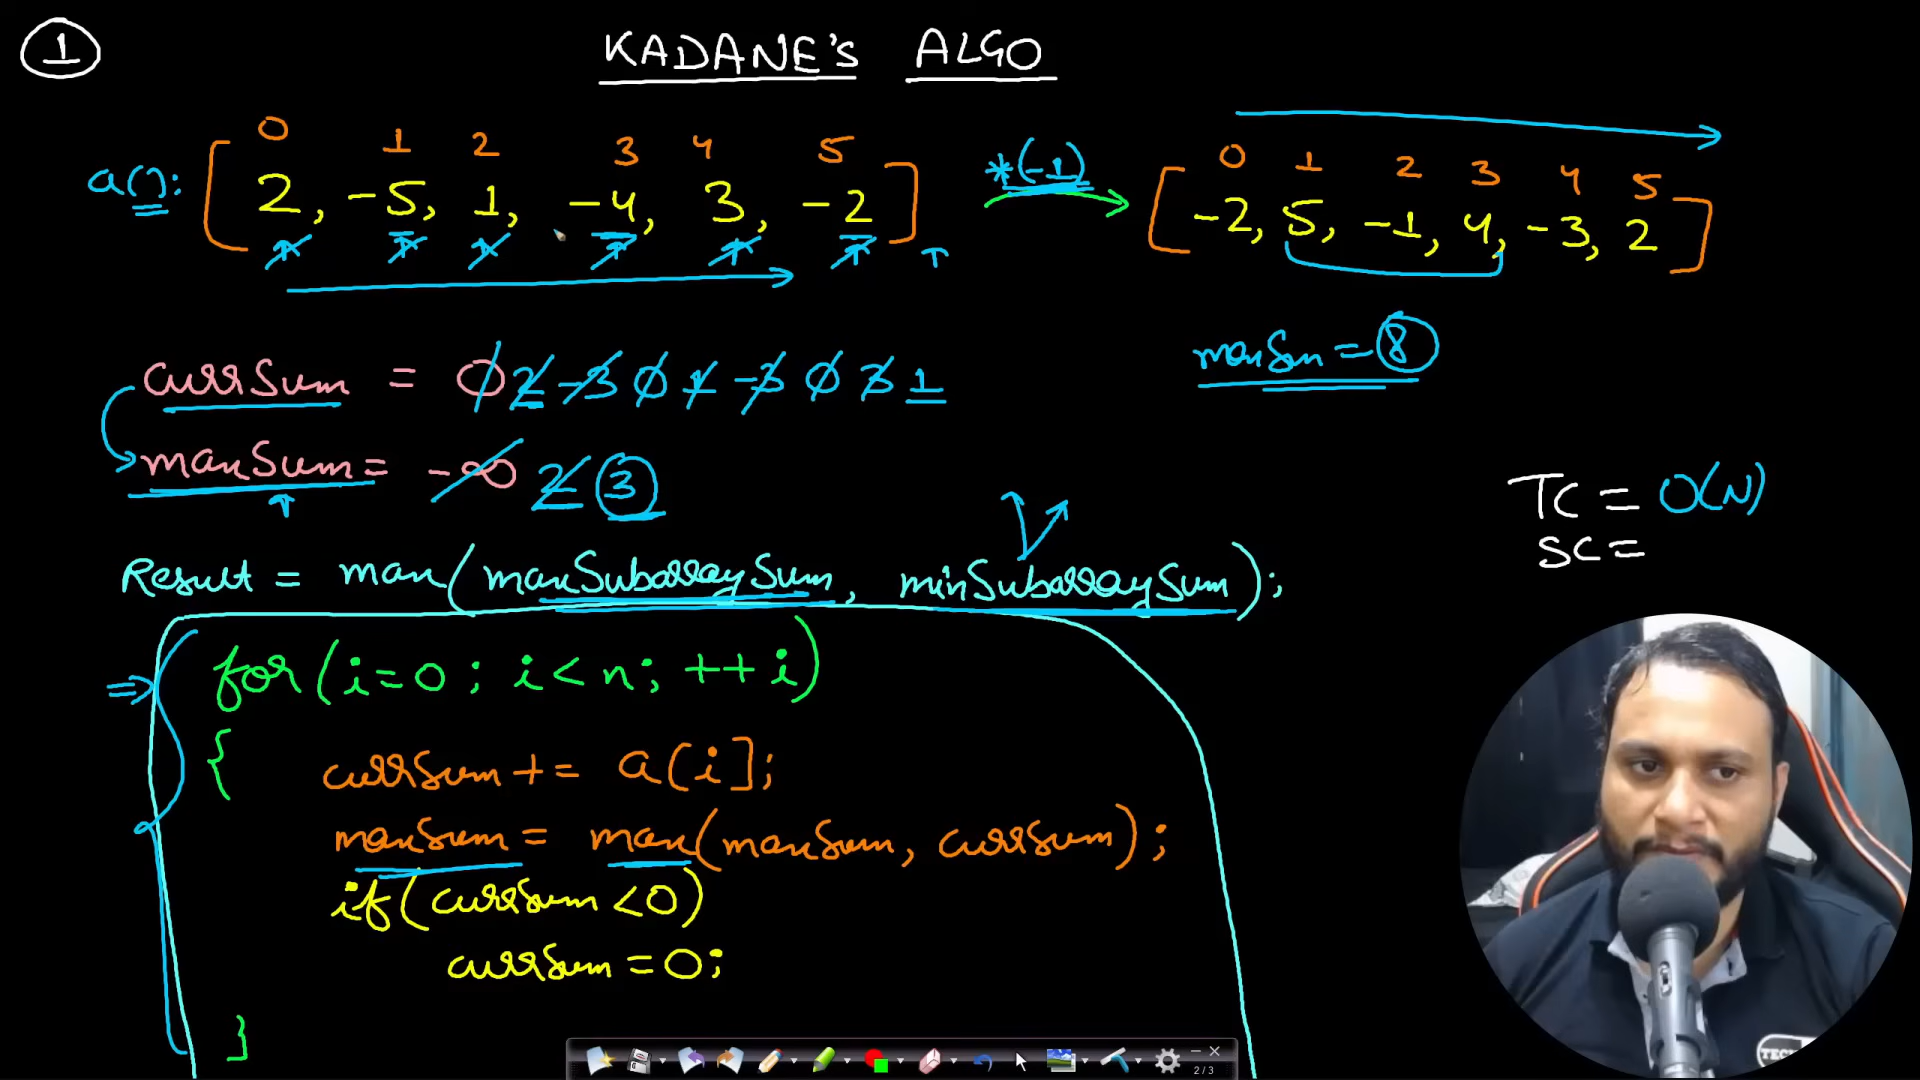 1
KADANE's ALGO
0 1 2 3 4 5
a(): [2, -5, 1, -4, 3, -2]
*(-1)
0 1 2 3 4 5
[-2, 5, -1, 4, -3, 2]
currSum = 0 2 -3 0 1 -3 0 3 1
maxSum = -∞ 2 3
maxSum = 8
TC = O(N)
SC =
Result = max(maxSubarraySum, minSubarraySum);
for(i=0; i<n; ++i)
{
currSum += a[i];
maxSum = max(maxSum, currSum);
if(currSum<0)
currSum=0;
}
2/3
TECH